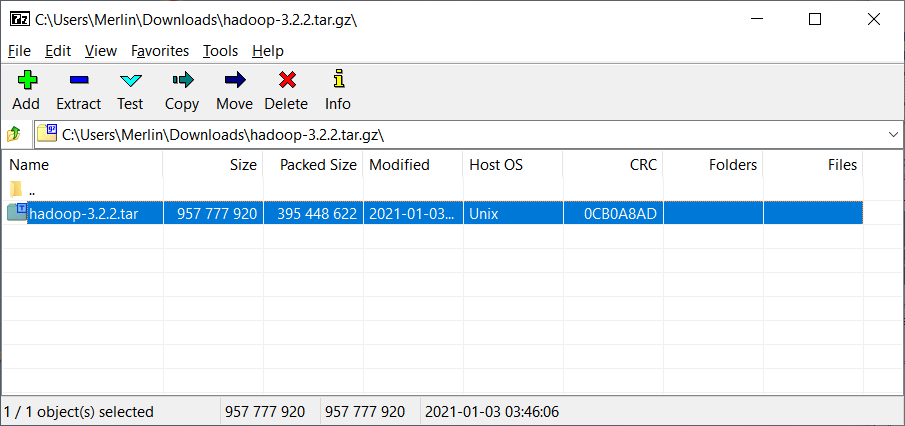 7z C:\Users\Merlin\Downloads\hadoop-3.2.2.tar.gz\
File Edit View Favorites Tools Help
Add Extract Test Copy Move Delete Info
C:\Users\Merlin\Downloads\hadoop-3.2.2.tar.gz\
Name Size Packed Size Modified Host OS CRC Folders Files
..
hadoop-3.2.2.tar 957 777 920 395 448 622 2021-01-03... Unix 0CB0A8AD
1 / 1 object(s) selected 957 777 920 957 777 920 2021-01-03 03:46:06